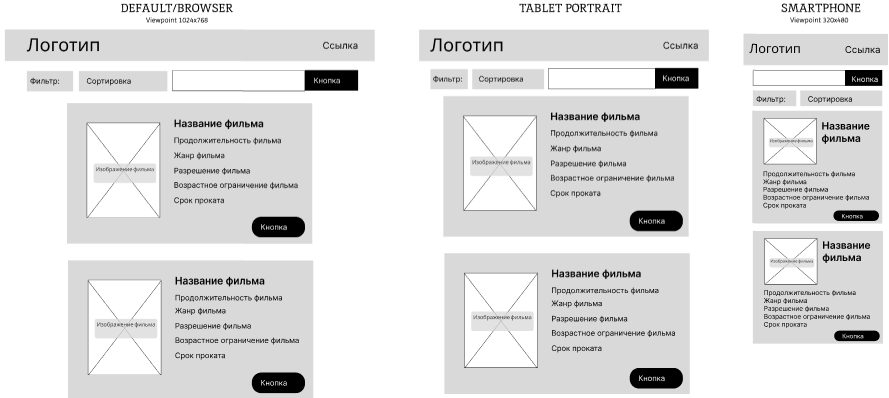 DEFAULT/BROWSER
Viewpoint 1024x768
Логотип
Ссылка
Фильтр:
Сортировка
Кнопка
Название фильма
Продолжительность фильма
Жанр фильма
Изображение фильма
Разрешение фильма
Возрастное ограничение фильма
Срок проката
Кнопка
Название фильма
Продолжительность фильма
Жанр фильма
Изображение фильма
Разрешение фильма
Возрастное ограничение фильма
Срок проката
Кнопка
TABLET PORTRAIT
Логотип
Ссылка
Фильтр:
Сортировка
Кнопка
Название фильма
Продолжительность фильма
Жанр фильма
Изображение фильма
Разрешение фильма
Возрастное ограничение фильма
Срок проката
Кнопка
Название фильма
Продолжительность фильма
Жанр фильма
Изображение фильма
Разрешение фильма
Возрастное ограничение фильма
Срок проката
Кнопка
SMARTPHONE
Viewpoint 320x480
Логотип
Ссылка
Кнопка
Фильтр:
Сортировка
Название
фильма
Изображение фильма
Продолжительность фильма
Жанр фильма
Разрешение фильма
Возрастное ограничение фильма
Срок проката
Кнопка
Название
фильма
Изображение фильма
Продолжительность фильма
Жанр фильма
Разрешение фильма
Возрастное ограничение фильма
Срок проката
Кнопка